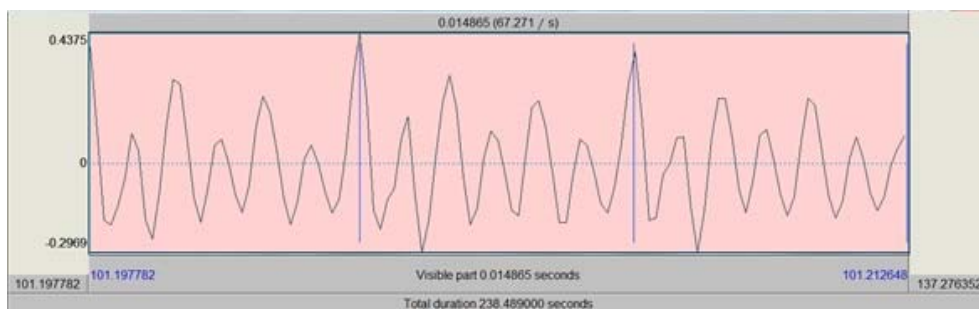 0.014865 (67.271 / s)
0.4375
0
-0.2969
101.197782 Visible part 0.014865 seconds 101.212648
101.197782 137.276352
Total duration 238.489000 seconds